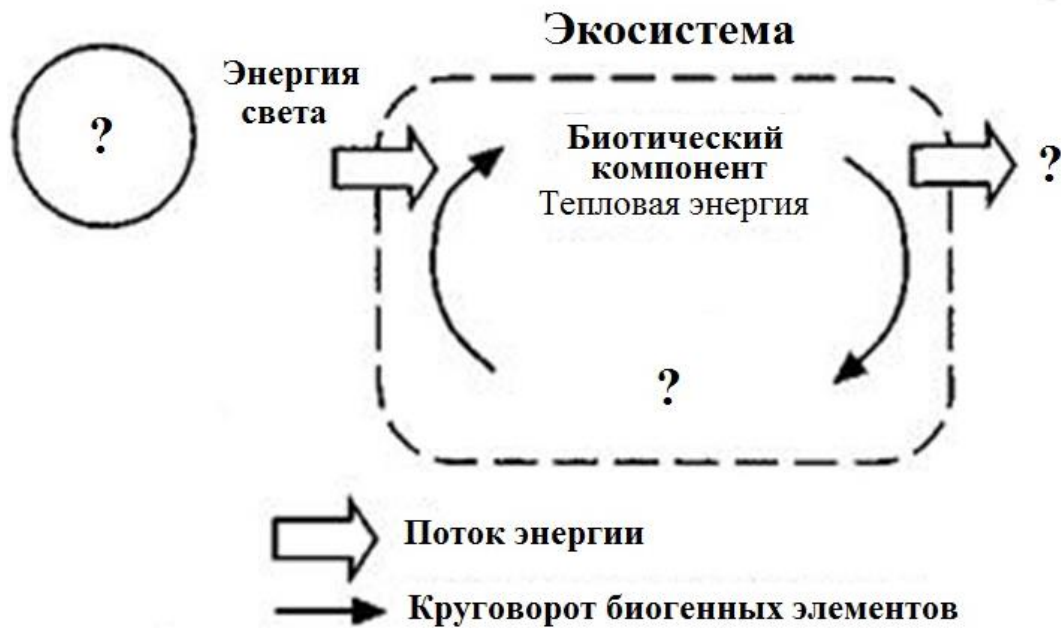 Экосистема
Энергия
света
?
Биотический
компонент
Тепловая энергия
?
?
Поток энергии
Круговорот биогенных элементов